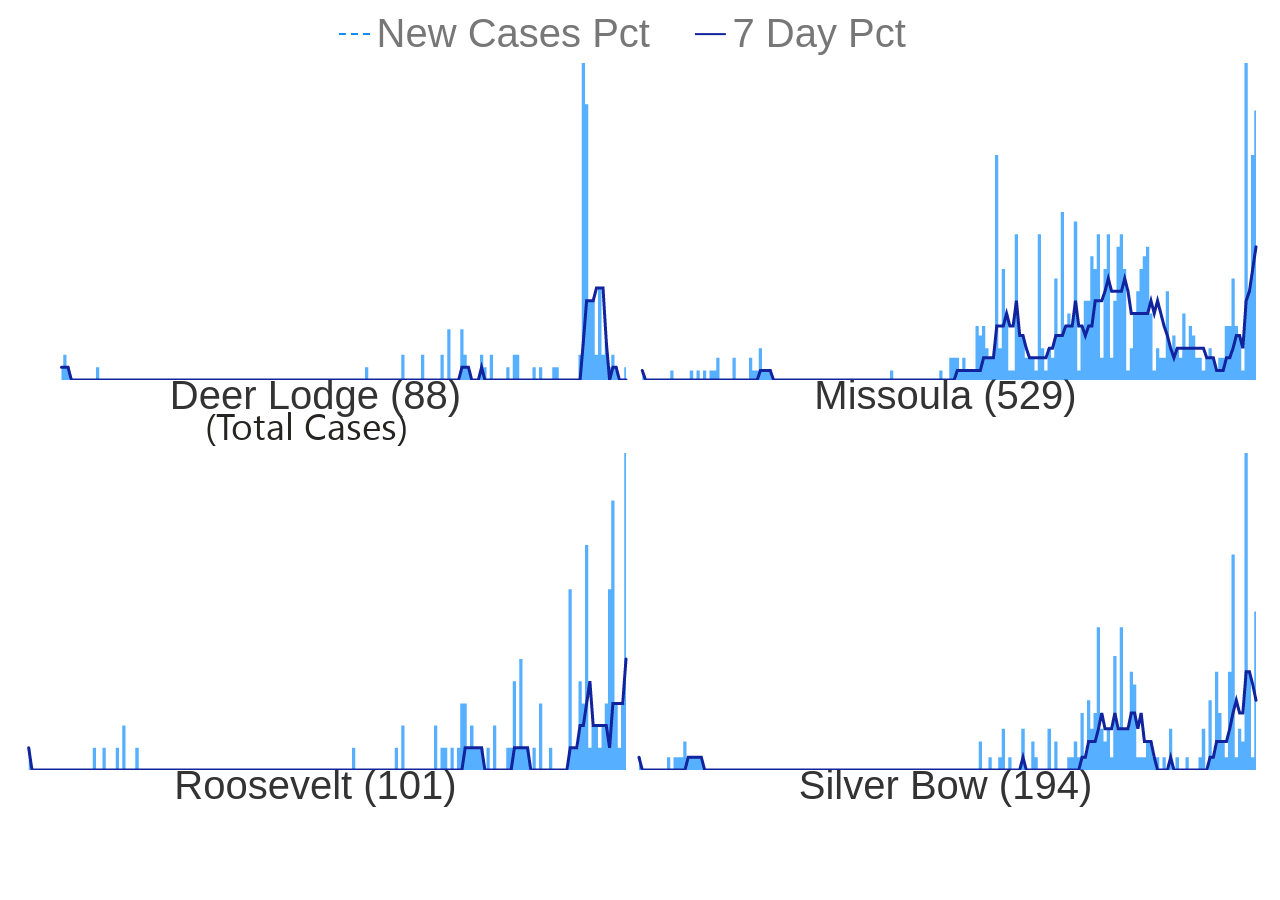 New Cases Pct 7 Day Pct
Deer Lodge (88)
(Total Cases)
Missoula (529)
Roosevelt (101)
Silver Bow (194)